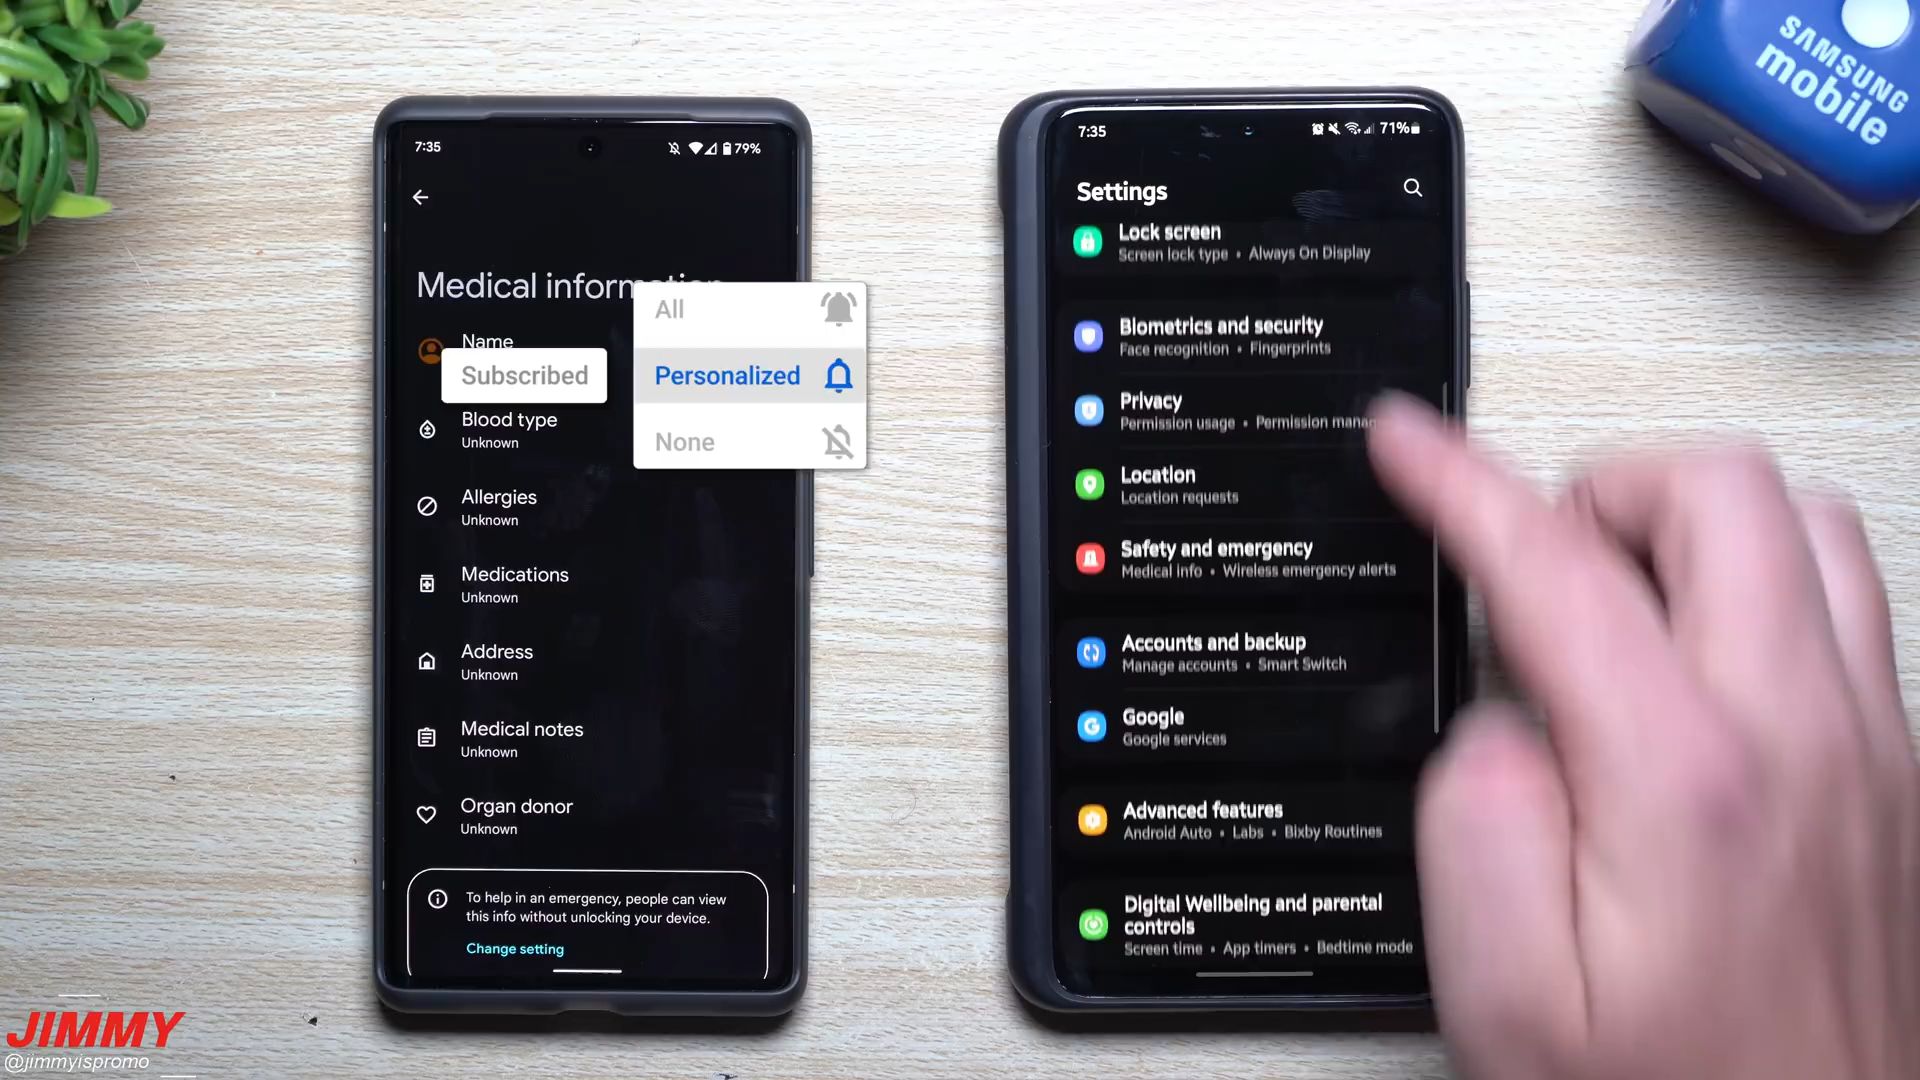 7:35
79%
Medical information
Name
Subscribed
All
Personalized
None
Blood type
Unknown
Allergies
Unknown
Medications
Unknown
Address
Unknown
Medical notes
Unknown
Organ donor
Unknown
To help in an emergency, people can view
this info without unlocking your device.
Change setting
7:35
71%
Settings
Lock screen
Screen lock type • Always On Display
Biometrics and security
Face recognition • Fingerprints
Privacy
Permission usage • Permission
Location
Location requests
Safety and emergency
Medical info • Wireless emergency alerts
Accounts and backup
Manage accounts • Smart Switch
Google
Google services
Advanced features
Android Auto • Labs • Bixby Routines
Digital Wellbeing and parental
controls
Screen time • App timers • Bedtime mode
SAMSUNG
mobile
JIMMY
@jimmyispromo